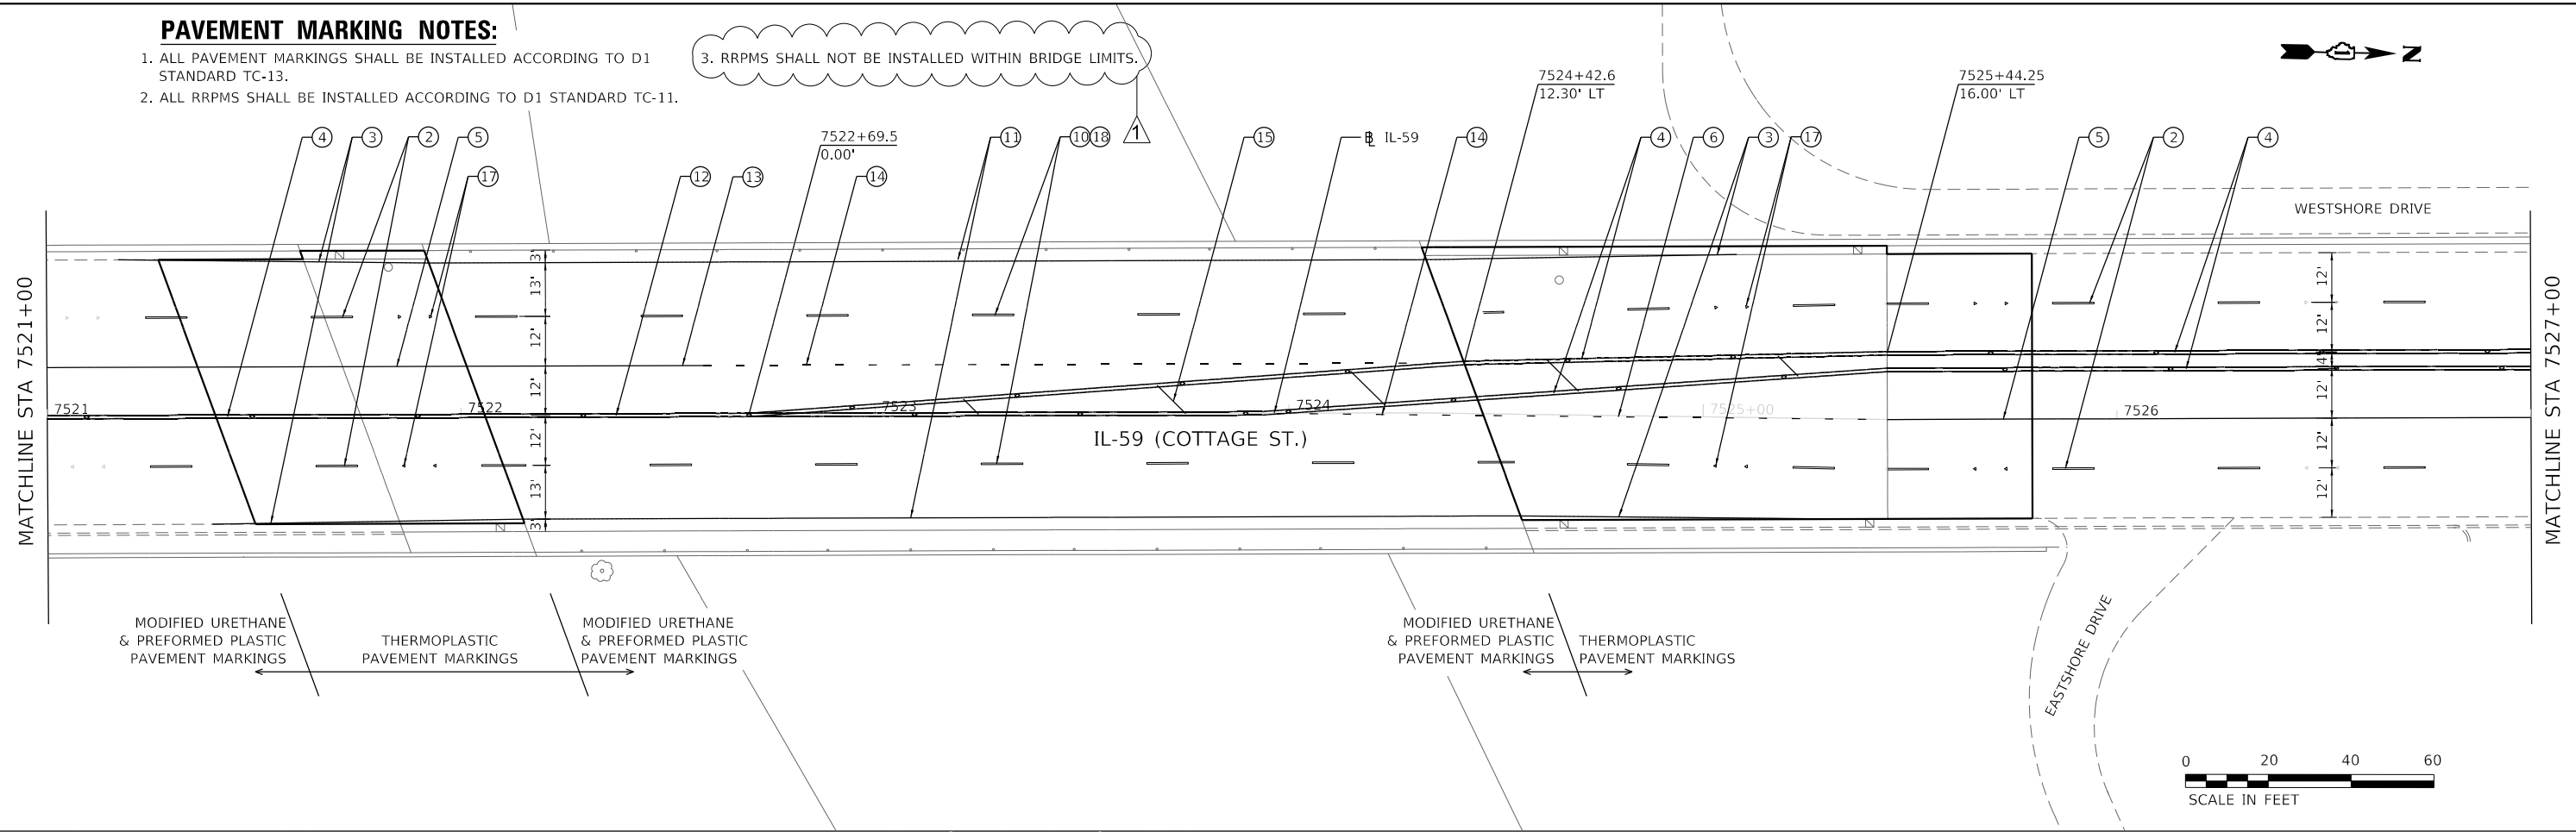 PAVEMENT MARKING NOTES:
1. ALL PAVEMENT MARKINGS SHALL BE INSTALLED ACCORDING TO D1
STANDARD TC-13.
2. ALL RRPMS SHALL BE INSTALLED ACCORDING TO D1 STANDARD TC-11.
3. RRPMS SHALL NOT BE INSTALLED WITHIN BRIDGE LIMITS.
1
N
7524+42.6
12.30' LT
7525+44.25
16.00' LT
4
3
2
5
7522+69.5
0.00'
11
10
18
15
BL IL-59
14
4
6
3
17
5
2
4
17
12
13
14
WESTSHORE DRIVE
MATCHLINE STA 7521+00
MATCHLINE STA 7527+00
3'
13'
12'
12'
12'
13'
3'
12'
12'
4'
12'
12'
12'
7521
7522
7523
7524
7525+00
7526
IL-59 (COTTAGE ST.)
EASTSHORE DRIVE
MODIFIED URETHANE
& PREFORMED PLASTIC
PAVEMENT MARKINGS
THERMOPLASTIC
PAVEMENT MARKINGS
MODIFIED URETHANE
& PREFORMED PLASTIC
PAVEMENT MARKINGS
MODIFIED URETHANE
& PREFORMED PLASTIC
PAVEMENT MARKINGS
THERMOPLASTIC
PAVEMENT MARKINGS
0 20 40 60
SCALE IN FEET